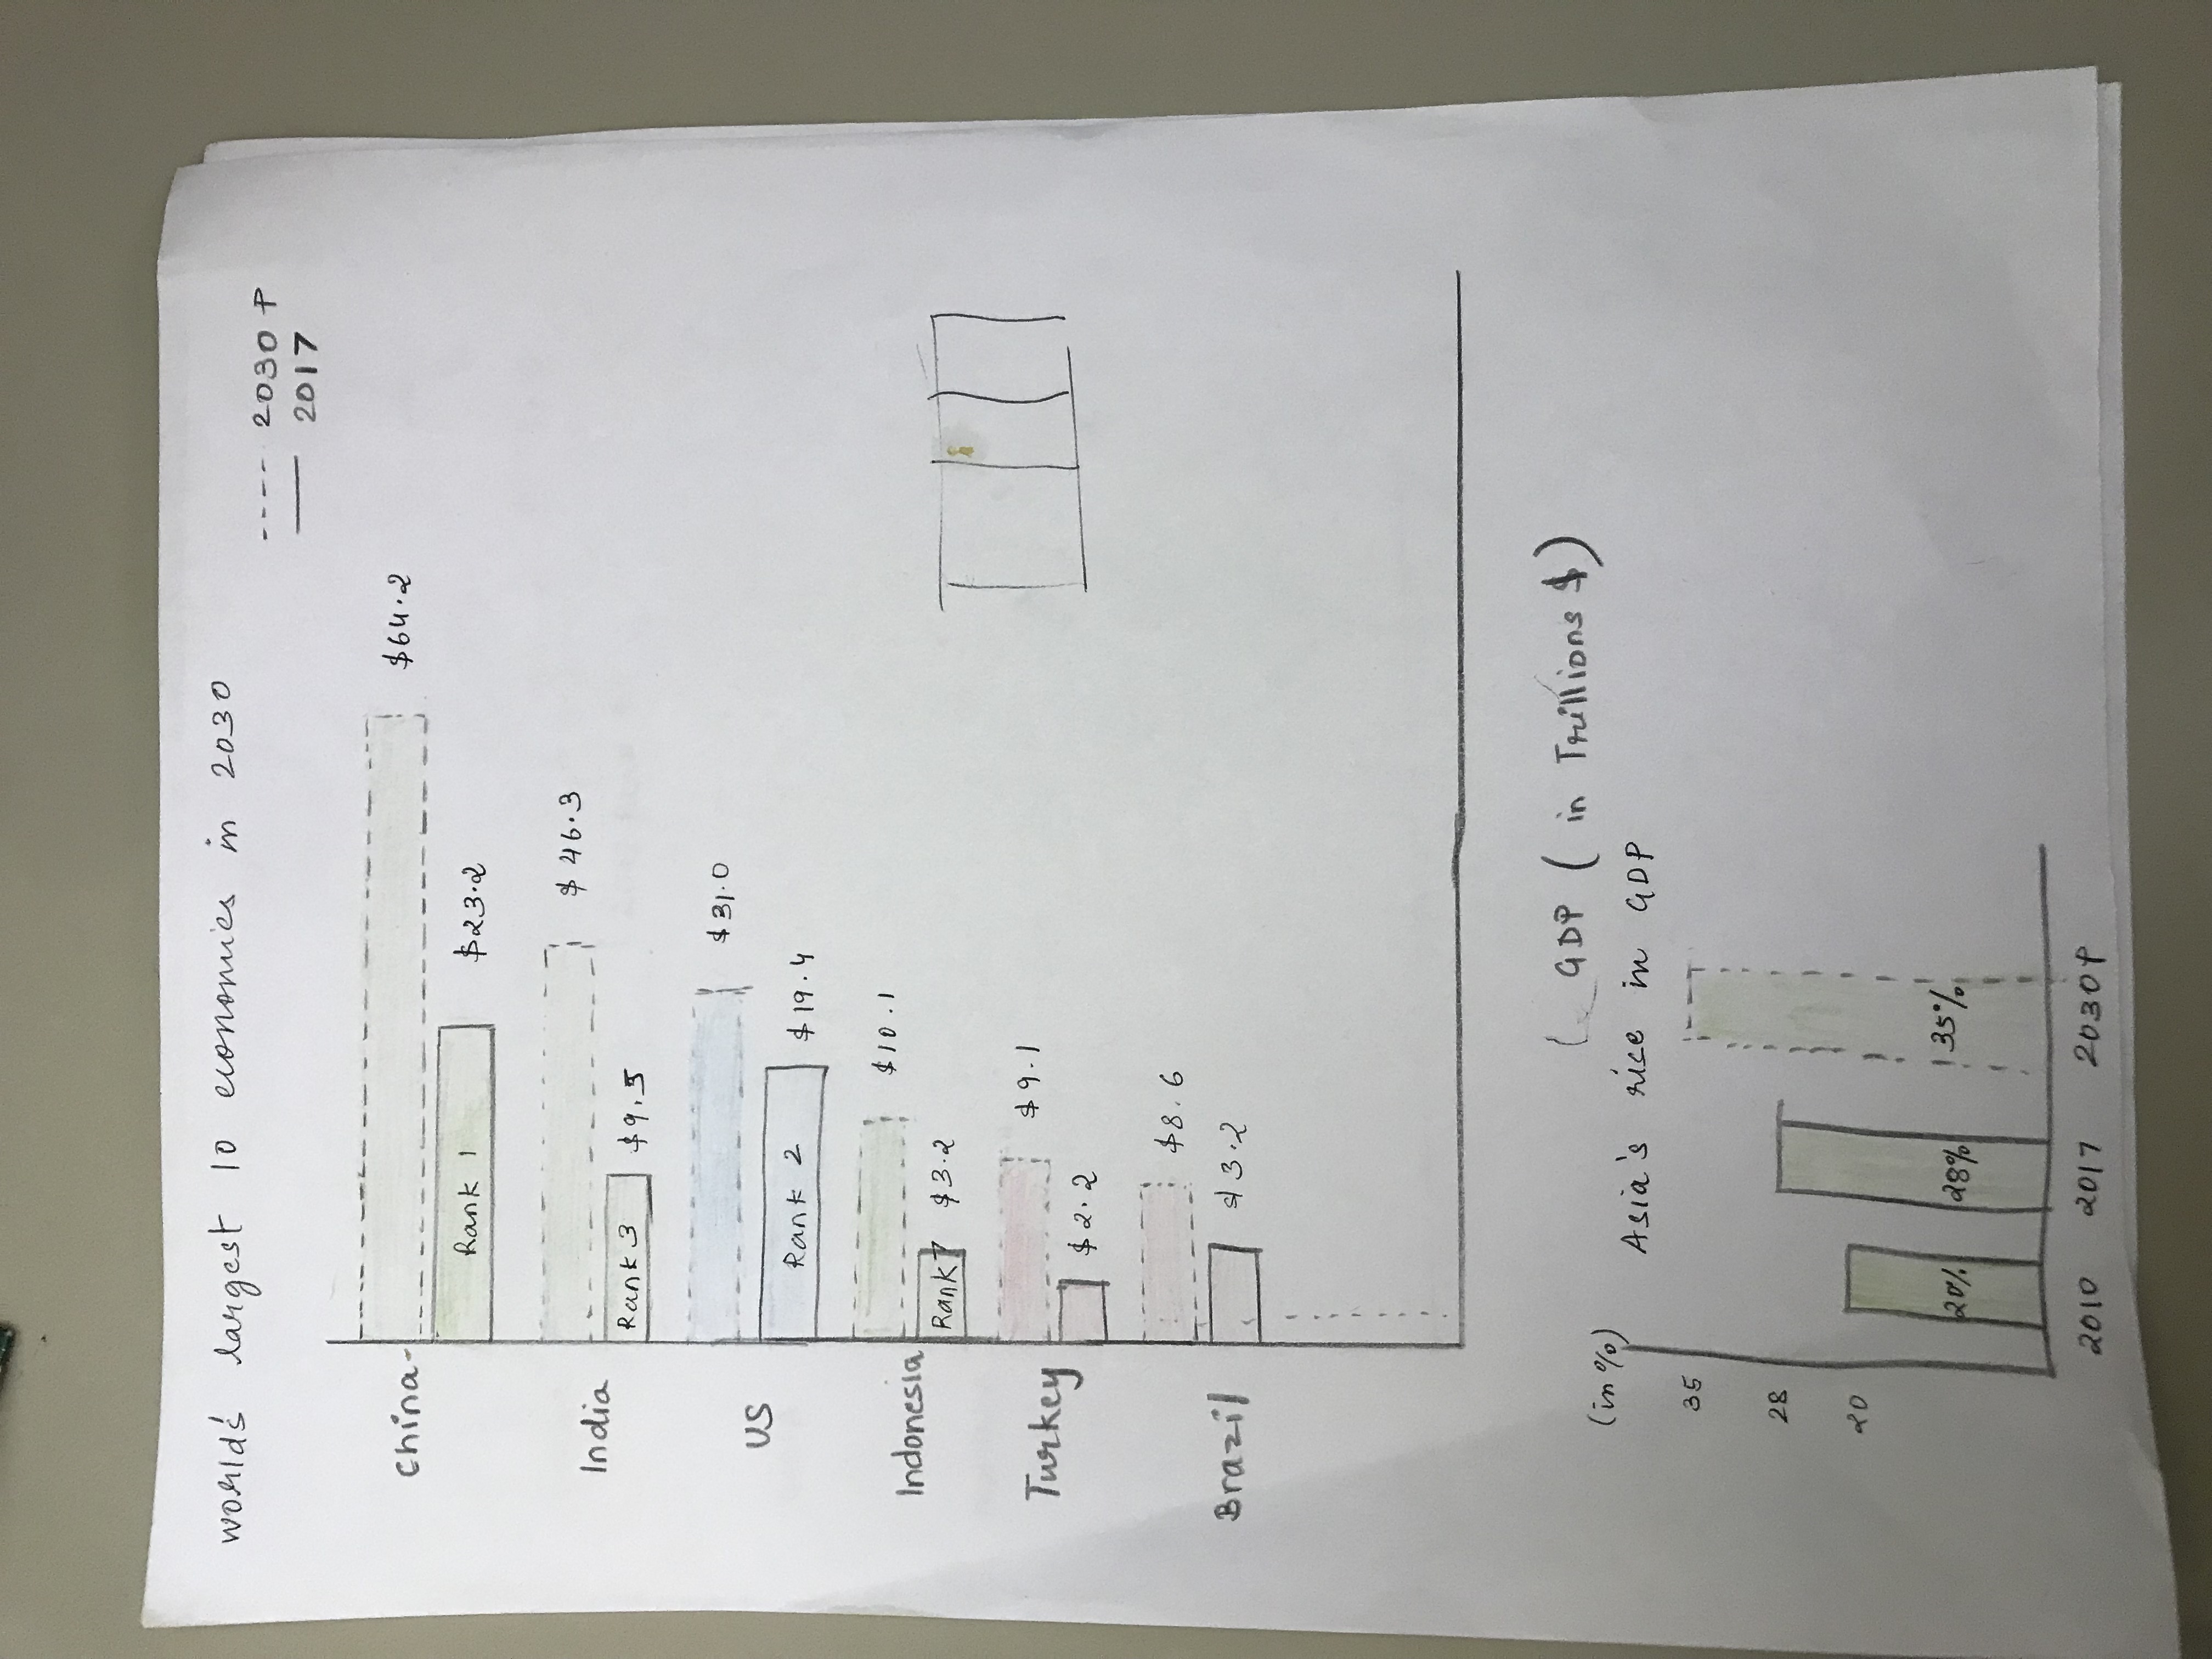 world's largest 10 economies in 2030
---- 2030 P
— 2017
China
$64.2
Rank 1 $23.2
India
$46.3
Rank 3 $9.5
US
$31.0
Rank 2 $19.4
Indonesia
$10.1
Rank 7 $3.2
Turkey
$9.1
$2.2
Brazil
$8.6
$3.2
GDP (in Trillions $)
(in %)
Asia's rise in GDP
35
28
20
20% 28% 35%
2010 2017 2030P